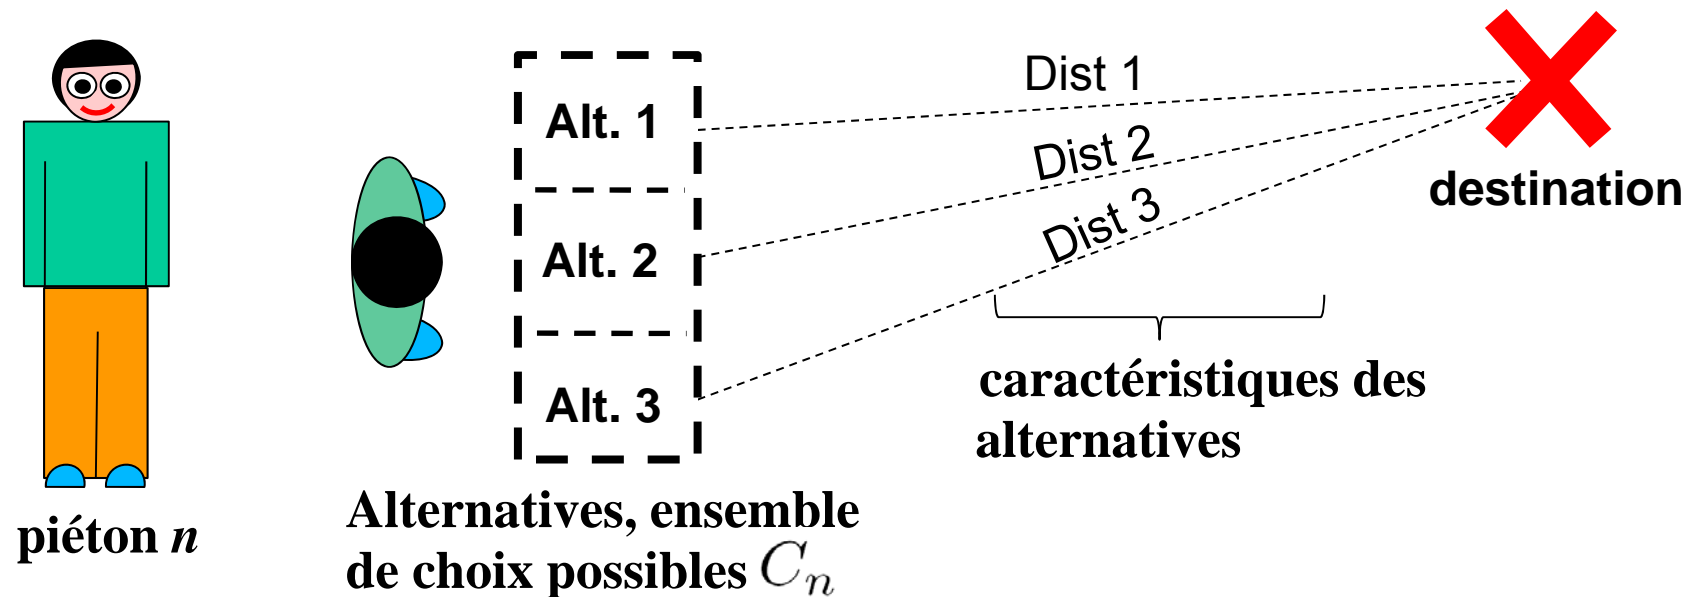 Alt. 1
Alt. 2
Alt. 3
Dist 1
Dist 2
Dist 3
destination
caractéristiques des
alternatives
piéton n
Alternatives, ensemble
de choix possibles Cₙ